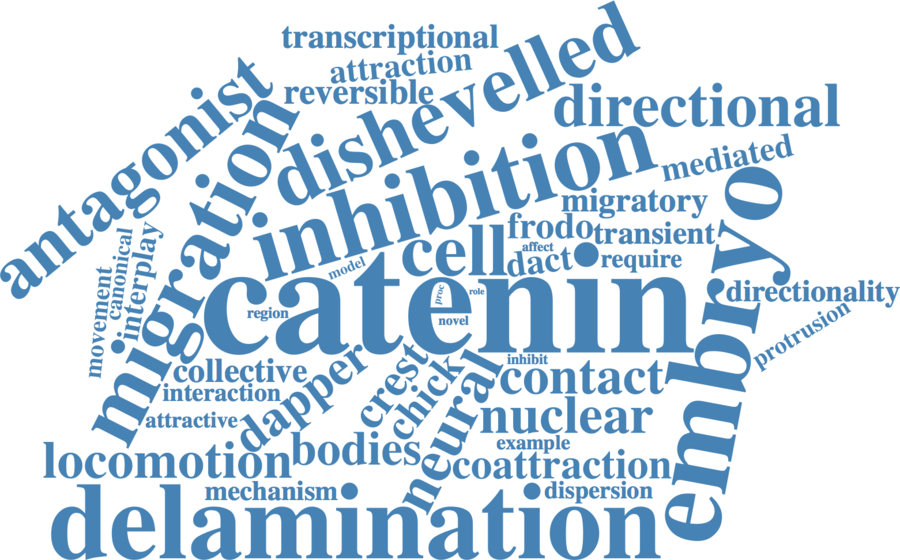 transcriptional
attraction
reversible
dishevelled
directional
antagonist
migration
inhibition
mediated
migratory
embryo
frodo
transient
cell
affect
dact
require
model
catenin
movement
canonical
interplay
region
proc
role
novel
directionality
protrusion
collective
interaction
attractive
dapper
crest
chick
neural
inhibit
contact
nuclear
example
locomotion
bodies
coattraction
mechanism
dispersion
delamination